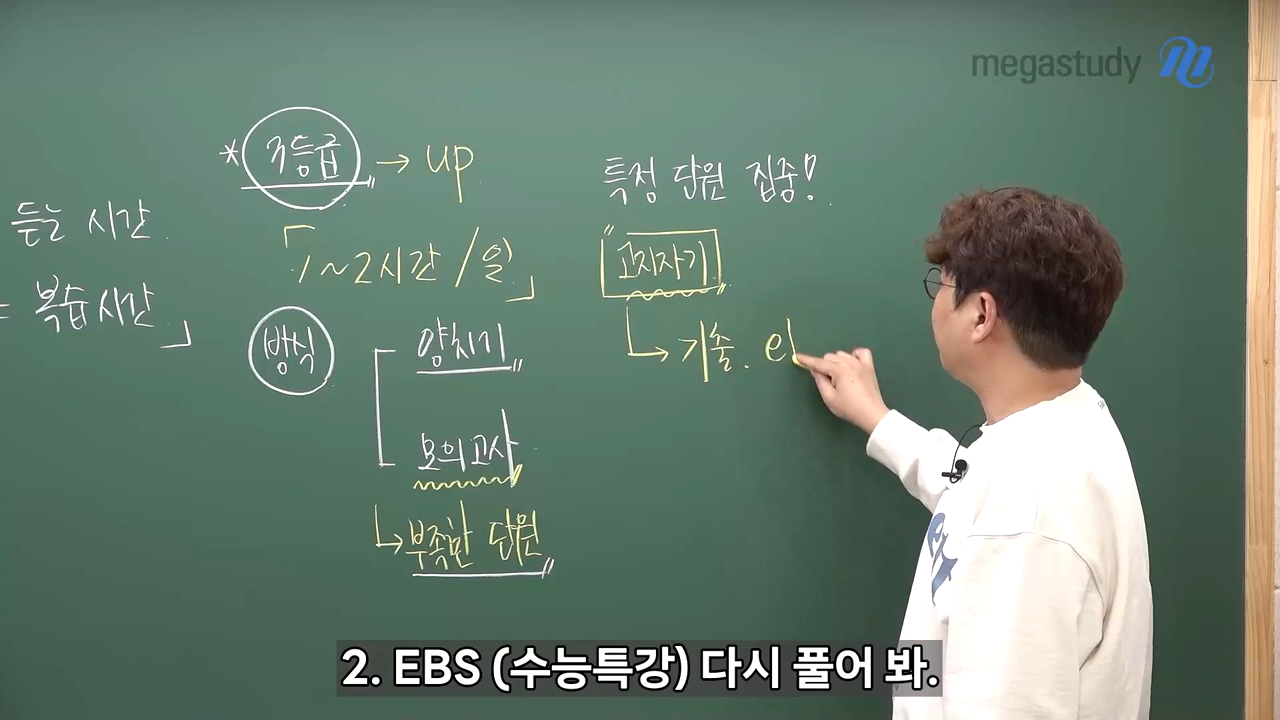 megastudy
듣는 시간
= 복습시간」
* 3등급 → up
「1~2시간/일」
방식
양치기
모의고사
→ 부족한 단원
특정 단원 집중!
"고지자기"
→ 기출. el
2. EBS (수능특강) 다시 풀어 봐.